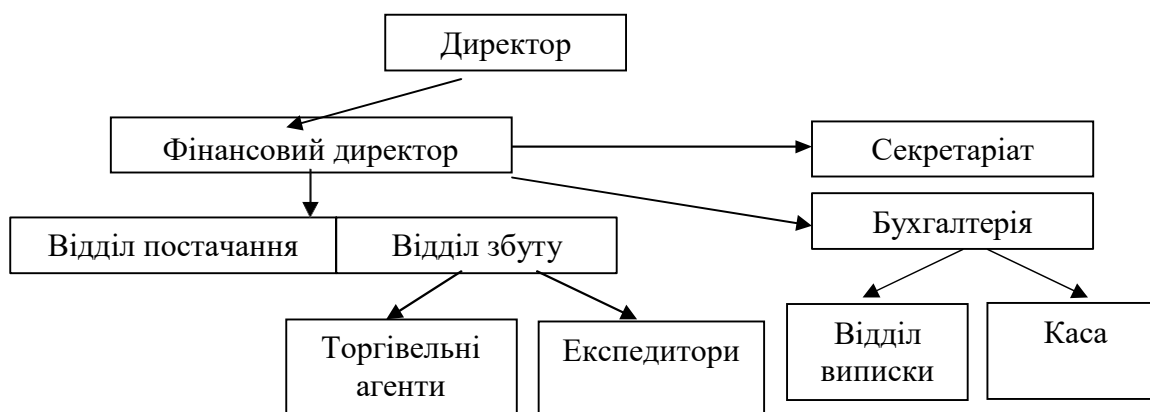 Директор
Фінансовий директор
Секретаріат
Бухгалтерія
Відділ постачання
Відділ збуту
Торгівельні
агенти
Експедитори
Відділ
виписки
Каса